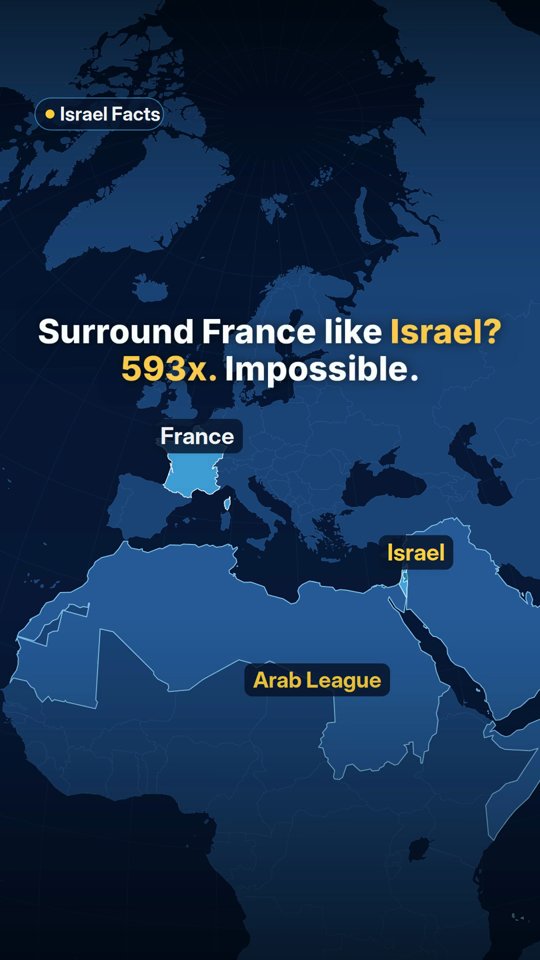 Israel Facts
Surround France like Israel?
593x. Impossible.
France
Israel
Arab League